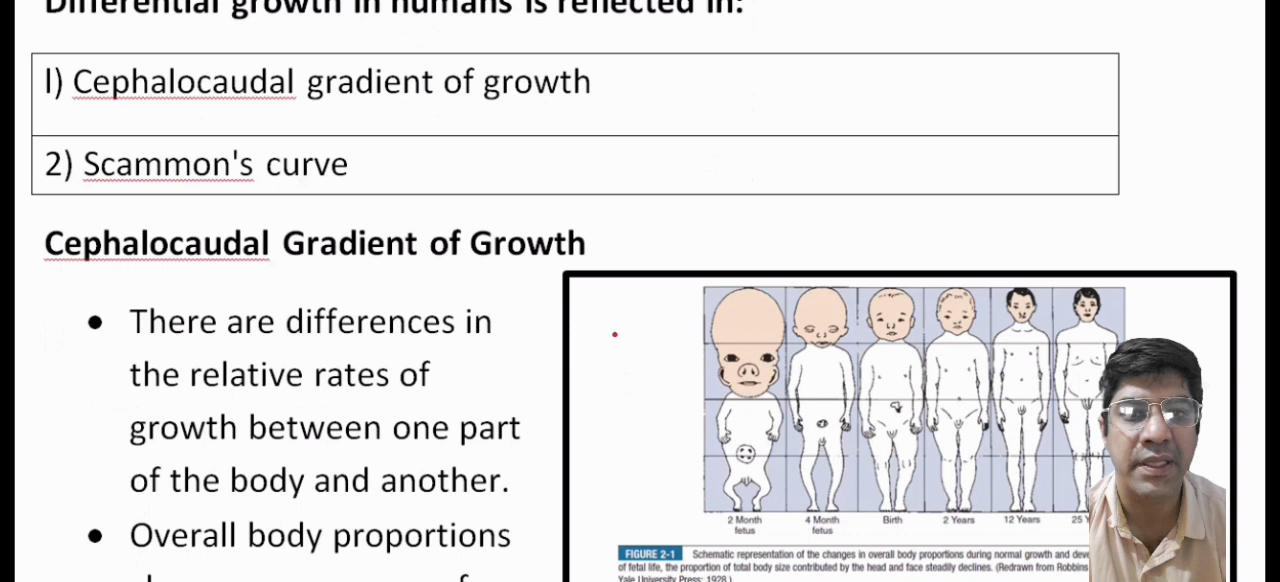 Differential growth in humans is reflected in:
I) Cephalocaudal gradient of growth
2) Scammon's curve
Cephalocaudal Gradient of Growth
• There are differences in
the relative rates of
growth between one part
of the body and another.
• Overall body proportions
2 Month fetus
4 Month fetus
Birth
2 Years
12 Years
25 Y
FIGURE 2-1 Schematic representation of the changes in overall body proportions during normal growth and deve
of fetal life, the proportion of total body size contributed by the head and face steadily declines. (Redrawn from Robbins
Yale University Press: 1928.)